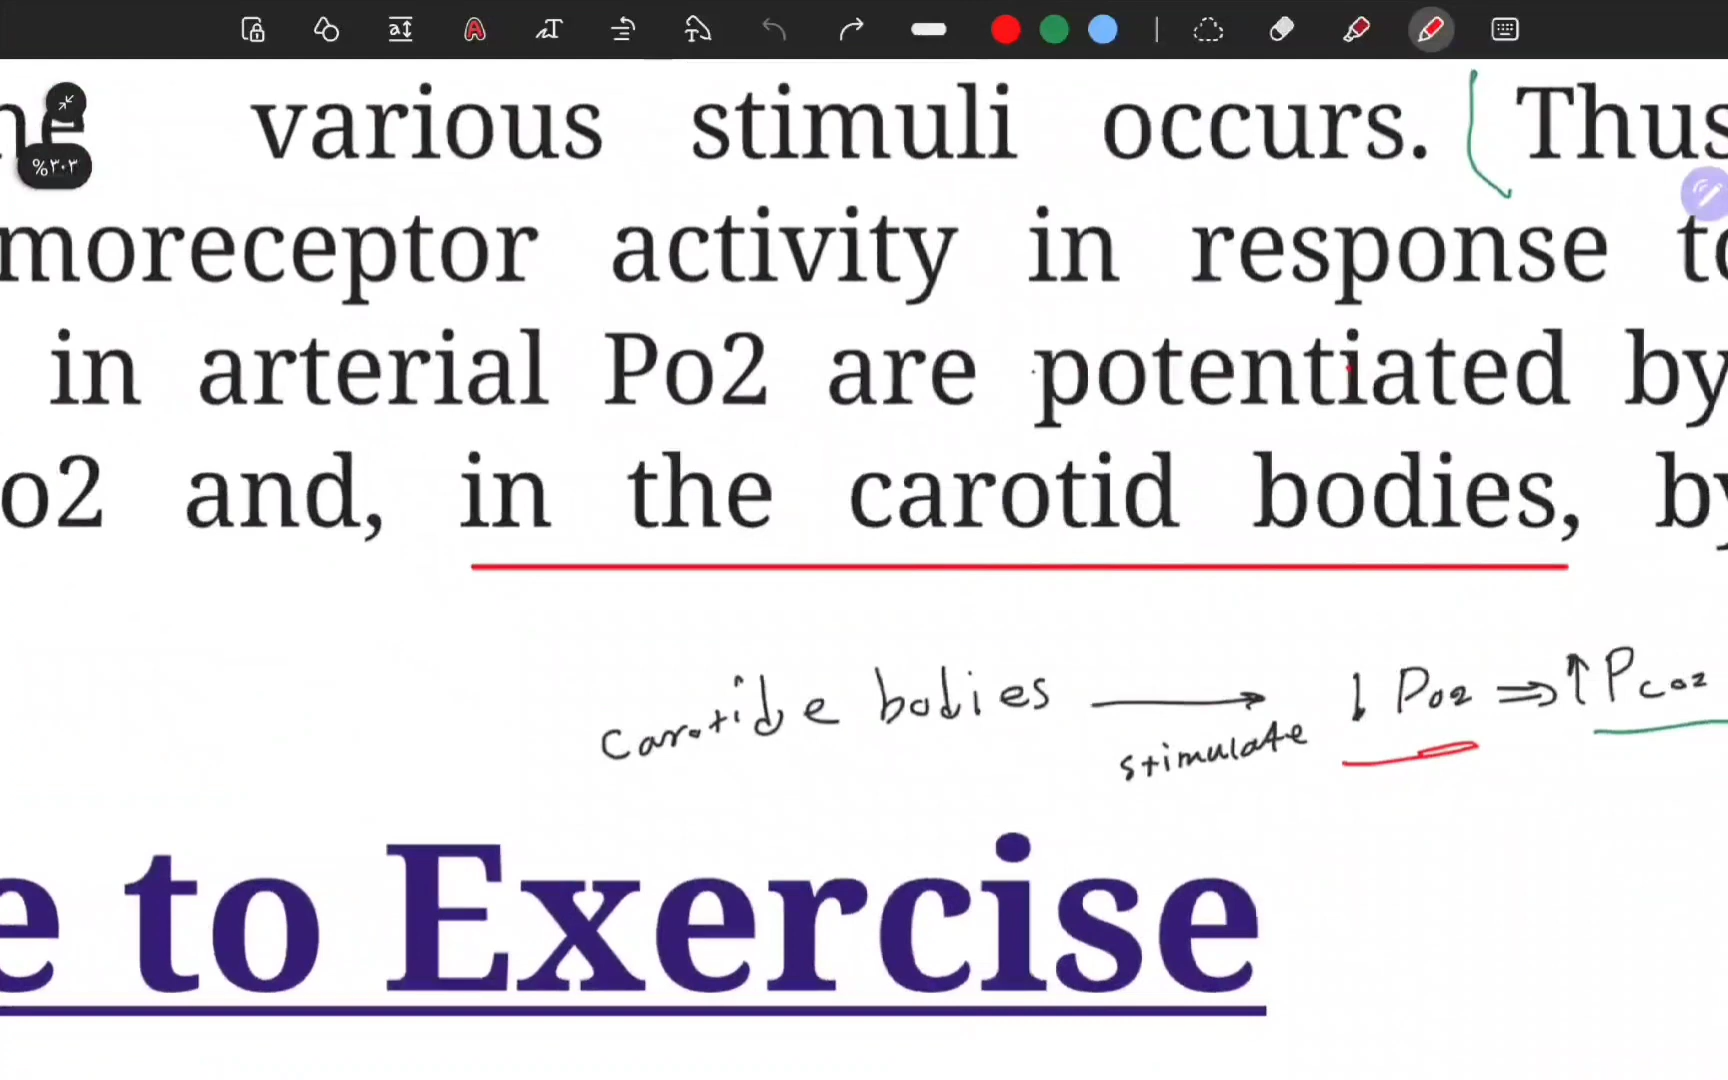 various stimuli occurs. Thus
%٣٠٣
moreceptor activity in response to
in arterial Po2 are potentiated by
o2 and, in the carotid bodies, by
carotide bodies → ↓ Po2 ⇒ ↑ Pco2
stimulate
e to Exercise